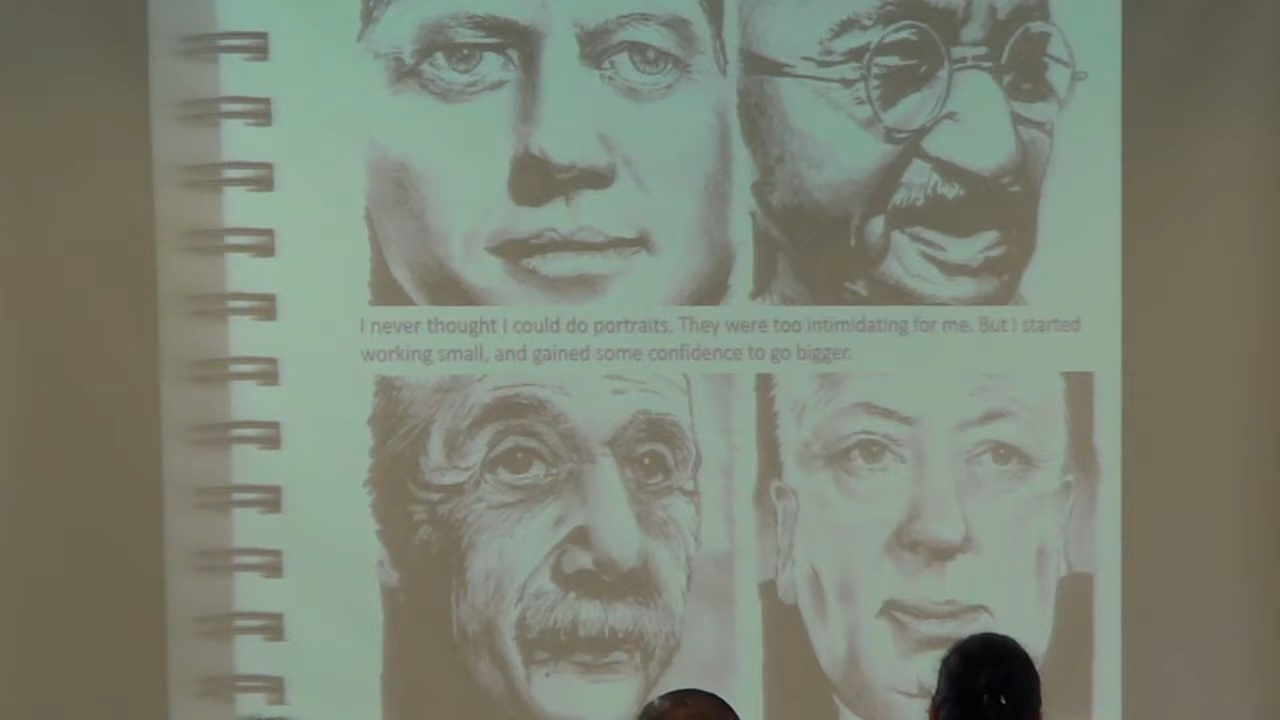 I never thought I could do portraits. They were too intimidating for me. But I started
working small, and gained some confidence to go bigger.